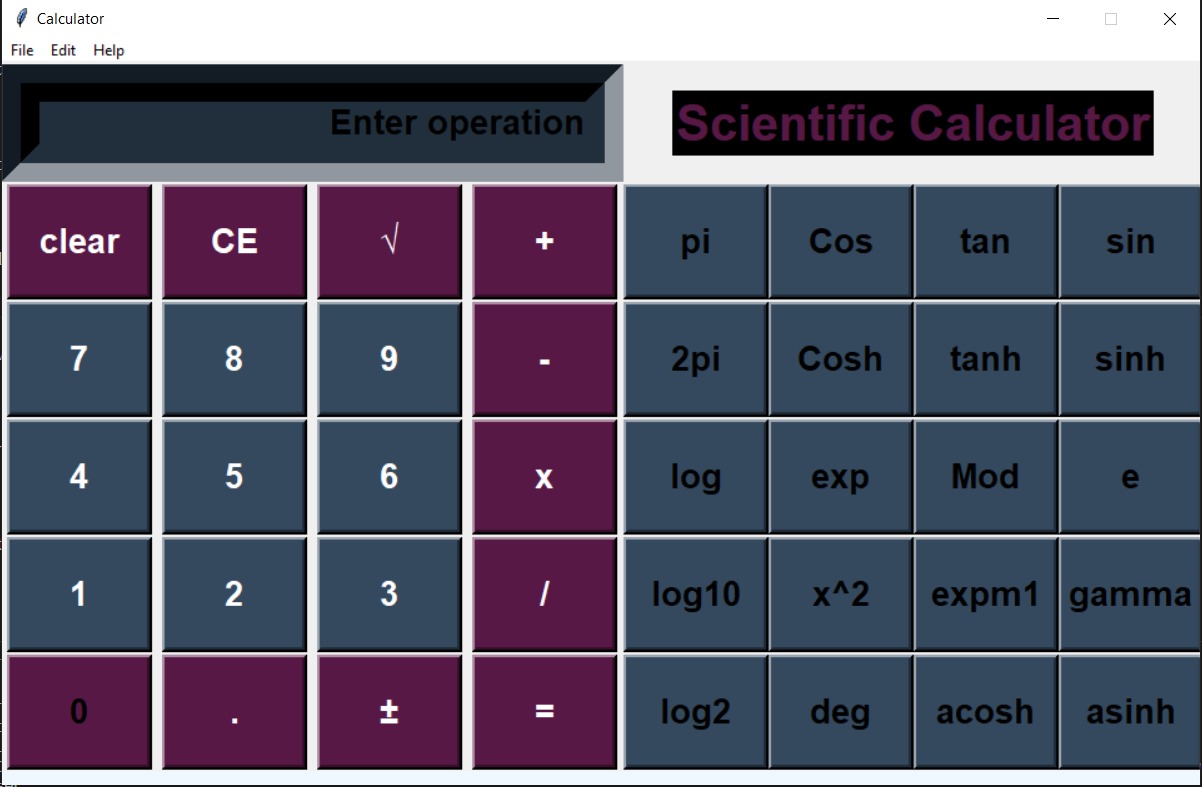 Calculator
File Edit Help
Enter operation Scientific Calculator
clear CE √ + pi Cos tan sin
7 8 9 - 2pi Cosh tanh sinh
4 5 6 x log exp Mod e
1 2 3 / log10 x^2 expm1 gamma
0 . ± = log2 deg acosh asinh